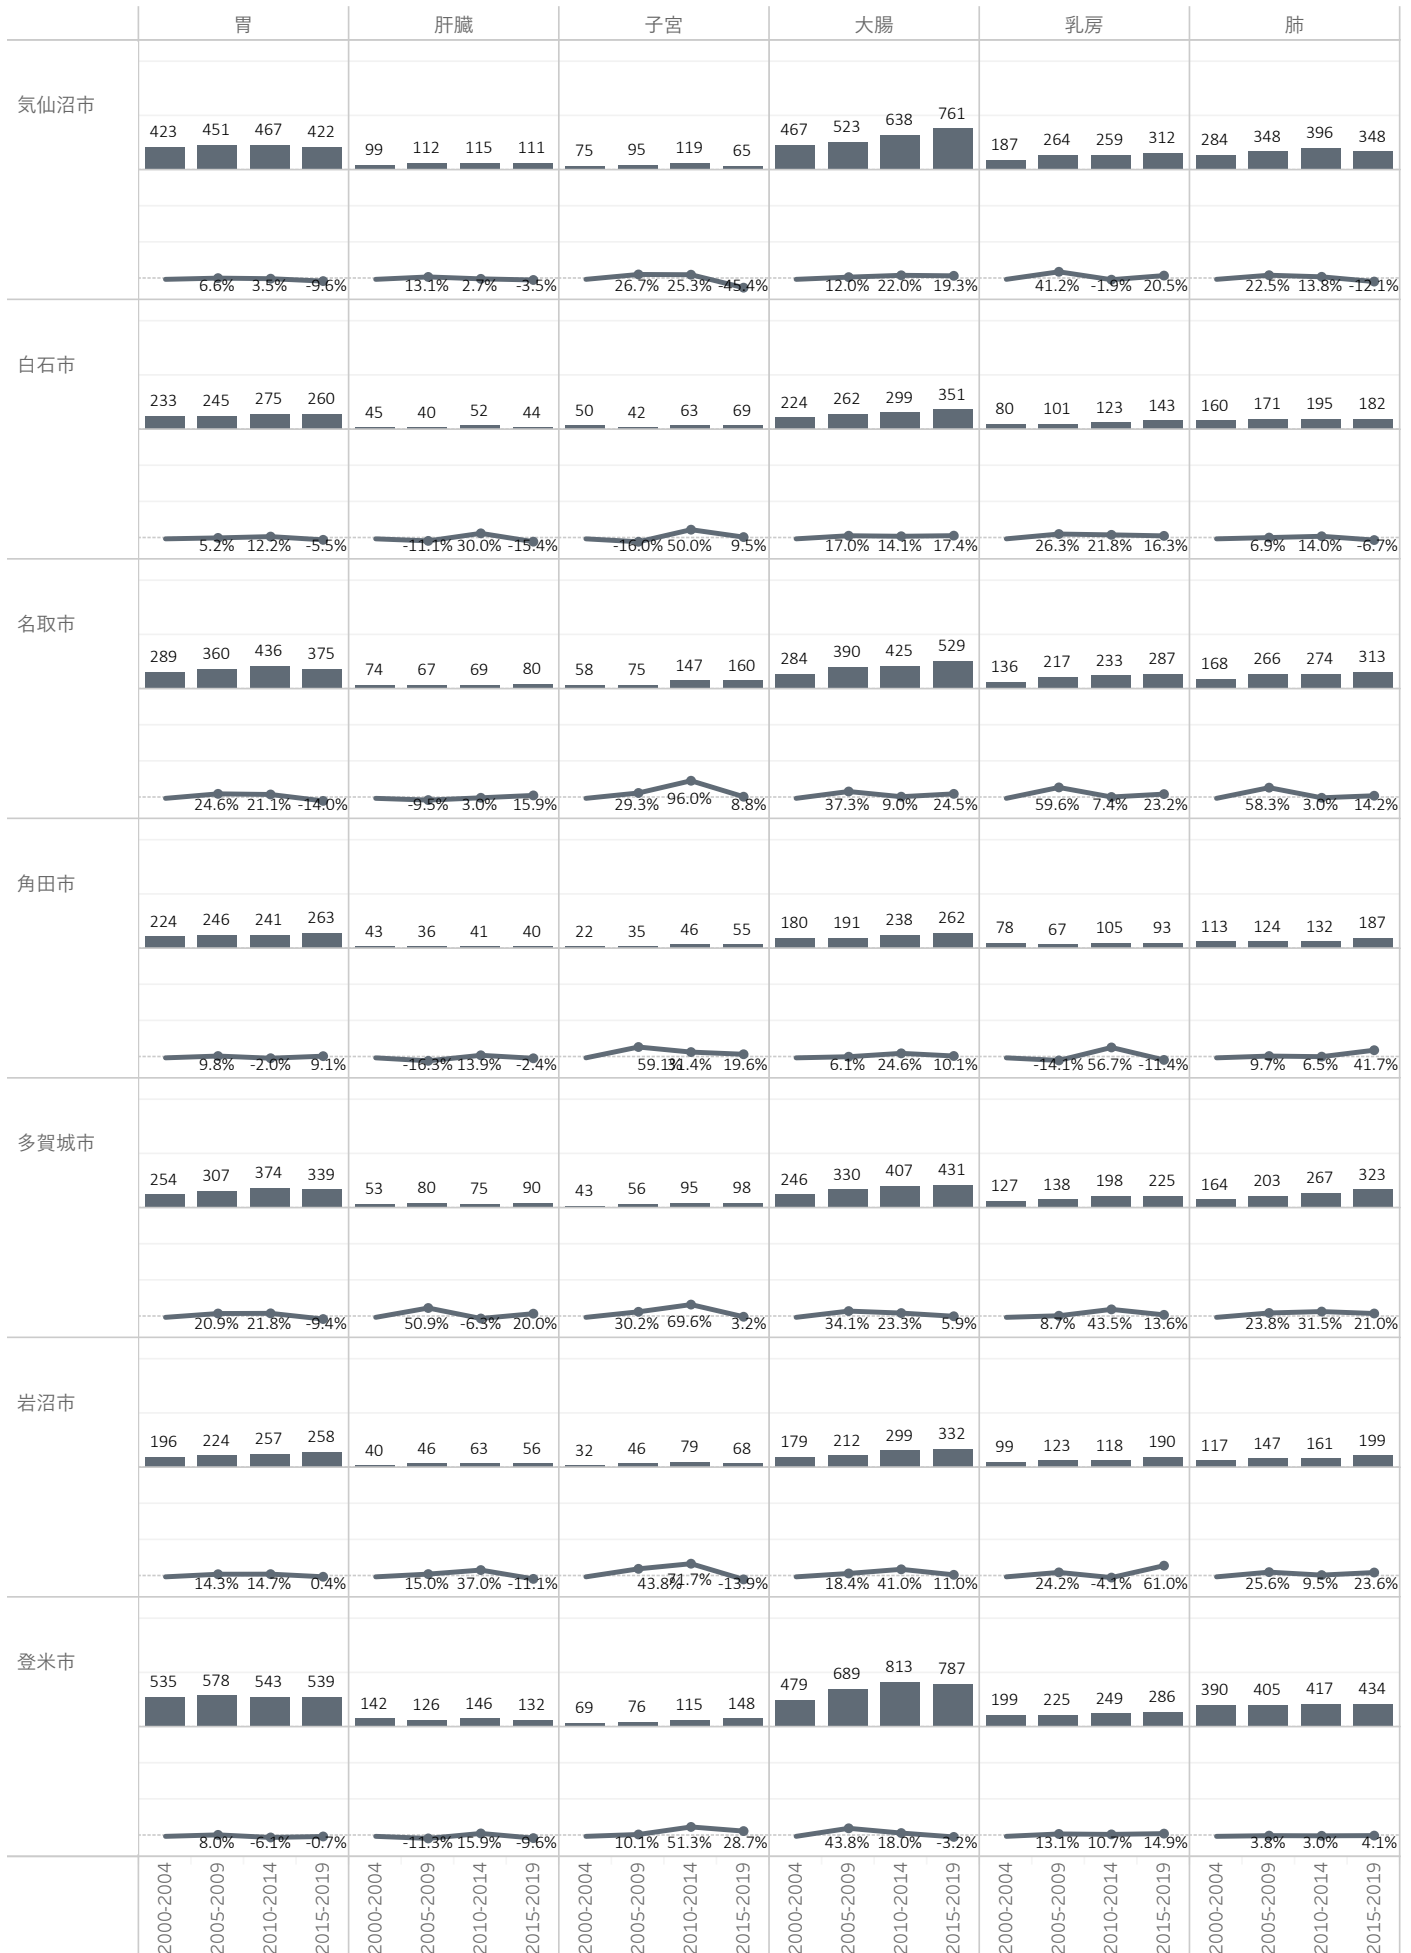 胃 肝臓 子宮 大腸 乳房 肺
気仙沼市
423 451 467 422 99 112 115 111 75 95 119 65 467 523 638 761 187 264 259 312 284 348 396 348
6.6% 3.5% -9.6% 13.1% 2.7% -3.5% 26.7% 25.3% -45.4% 12.0% 22.0% 19.3% 41.2% -1.9% 20.5% 22.5% 13.8% -12.1%
白石市
233 245 275 260 45 40 52 44 50 42 63 69 224 262 299 351 80 101 123 143 160 171 195 182
5.2% 12.2% -5.5% -11.1% 30.0% -15.4% -16.0% 50.0% 9.5% 17.0% 14.1% 17.4% 26.3% 21.8% 16.3% 6.9% 14.0% -6.7%
名取市
289 360 436 375 74 67 69 80 58 75 147 160 284 390 425 529 136 217 233 287 168 266 274 313
24.6% 21.1% -14.0% -9.5% 3.0% 15.9% 29.3% 96.0% 8.8% 37.3% 9.0% 24.5% 59.6% 7.4% 23.2% 58.3% 3.0% 14.2%
角田市
224 246 241 263 43 36 41 40 22 35 46 55 180 191 238 262 78 67 105 93 113 124 132 187
9.8% -2.0% 9.1% -16.3% 13.9% -2.4% 59.1% 31.4% 19.6% 6.1% 24.6% 10.1% -14.1% 56.7% -11.4% 9.7% 6.5% 41.7%
多賀城市
254 307 374 339 53 80 75 90 43 56 95 98 246 330 407 431 127 138 198 225 164 203 267 323
20.9% 21.8% -9.4% 50.9% -6.3% 20.0% 30.2% 69.6% 3.2% 34.1% 23.3% 5.9% 8.7% 43.5% 13.6% 23.8% 31.5% 21.0%
岩沼市
196 224 257 258 40 46 63 56 32 46 79 68 179 212 299 332 99 123 118 190 117 147 161 199
14.3% 14.7% 0.4% 15.0% 37.0% -11.1% 43.8% 71.7% -13.9% 18.4% 41.0% 11.0% 24.2% -4.1% 61.0% 25.6% 9.5% 23.6%
登米市
535 578 543 539 142 126 146 132 69 76 115 148 479 689 813 787 199 225 249 286 390 405 417 434
8.0% -6.1% -0.7% -11.3% 15.9% -9.6% 10.1% 51.3% 28.7% 43.8% 18.0% -3.2% 13.1% 10.7% 14.9% 3.8% 3.0% 4.1%
2000-2004 2005-2009 2010-2014 2015-2019 2000-2004 2005-2009 2010-2014 2015-2019 2000-2004 2005-2009 2010-2014 2015-2019 2000-2004 2005-2009 2010-2014 2015-2019 2000-2004 2005-2009 2010-2014 2015-2019 2000-2004 2005-2009 2010-2014 2015-2019